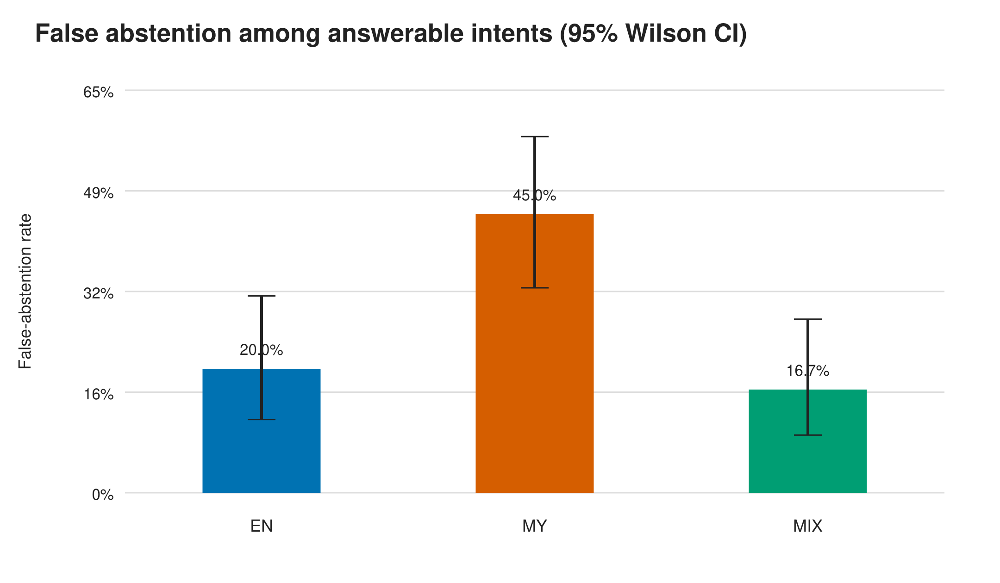 False abstention among answerable intents (95% Wilson CI)
65%
49%
32%
16%
0%
False-abstention rate
20.0%
45.0%
16.7%
EN
MY
MIX